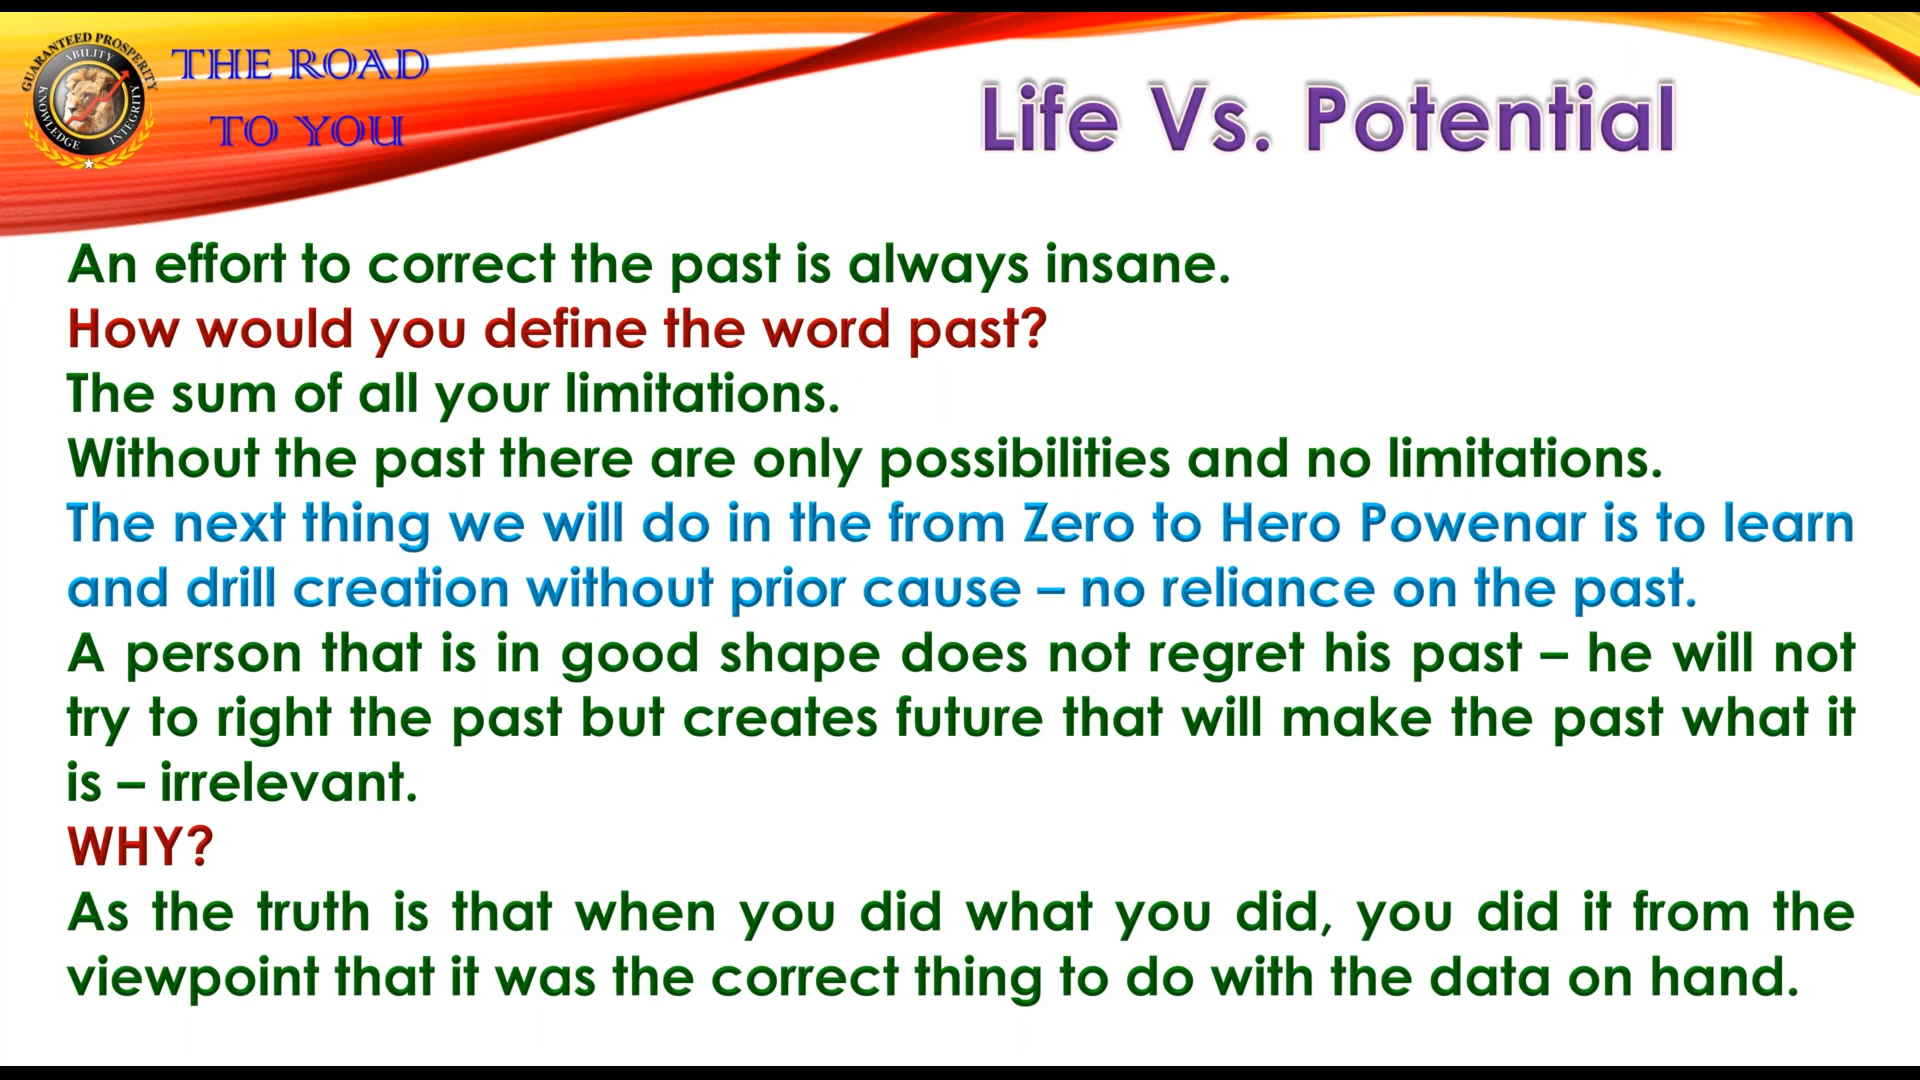 GUARANTEED PROSPERITY
ABILITY
KNOWLEDGE
INTEGRITY
THE ROAD
TO YOU
Life Vs. Potential
An effort to correct the past is always insane.
How would you define the word past?
The sum of all your limitations.
Without the past there are only possibilities and no limitations.
The next thing we will do in the from Zero to Hero Powenar is to learn
and drill creation without prior cause – no reliance on the past.
A person that is in good shape does not regret his past – he will not
try to right the past but creates future that will make the past what it
is – irrelevant.
WHY?
As the truth is that when you did what you did, you did it from the
viewpoint that it was the correct thing to do with the data on hand.